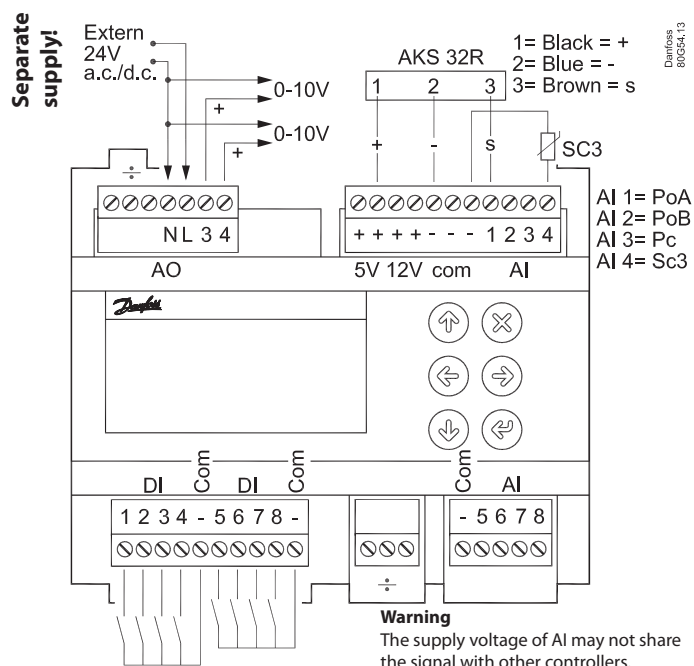 Separate
supply!
Extern
24V
a.c./d.c.
0-10V
0-10V
+
+
÷
AKS 32R
1 2 3
1= Black = +
2= Blue = -
3= Brown = s
Danfoss
80G54.13
+ - s
SC3
N L 3 4
AO
+ + + + - - - 1 2 3 4
5V 12V com AI
AI 1= PoA
AI 2= PoB
AI 3= Pc
AI 4= Sc3
Danfoss
DI Com DI Com
1 2 3 4 - 5 6 7 8 -
Com AI
- 5 6 7 8
÷
Warning
The supply voltage of AI may not share
the signal with other controllers